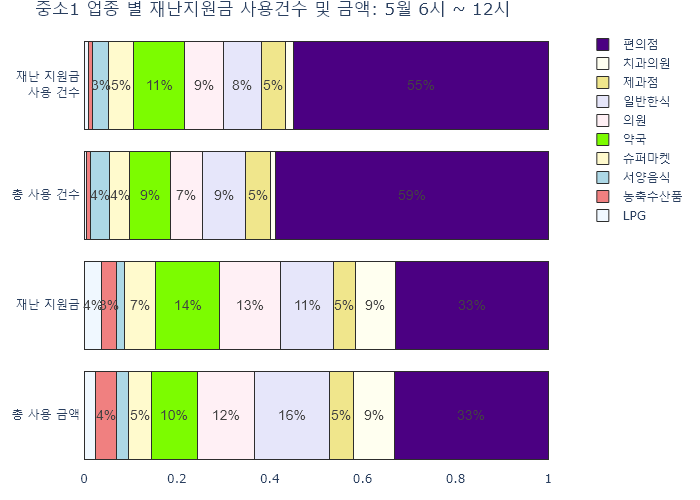 중소1 업종 별 재난지원금 사용건수 및 금액: 5월 6시 ~ 12시
재난 지원금
사용 건수
3%
5%
11%
9%
8%
5%
55%
총 사용 건수
4%
4%
9%
7%
9%
5%
59%
재난 지원금
4%
3%
7%
14%
13%
11%
5%
9%
33%
총 사용 금액
4%
5%
10%
12%
16%
5%
9%
33%
0
0.2
0.4
0.6
0.8
1
편의점
치과의원
제과점
일반한식
의원
약국
슈퍼마켓
서양음식
농축수산품
LPG